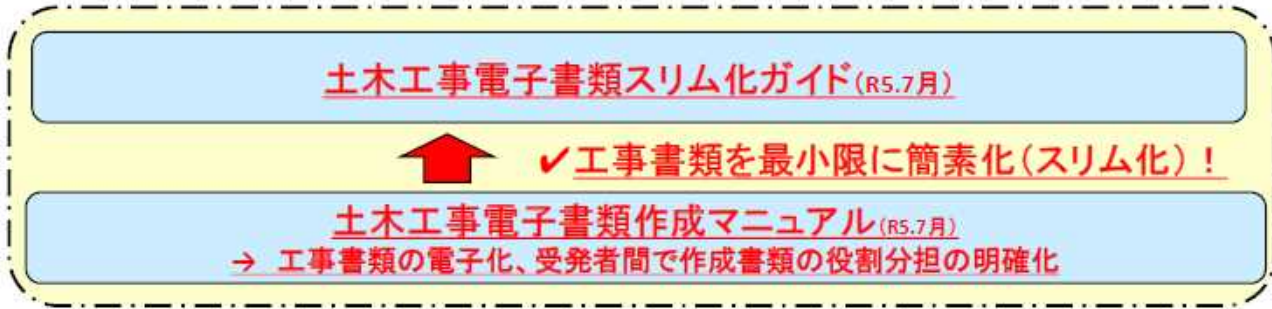 土木工事電子書類スリム化ガイド(R5.7月)
✔工事書類を最小限に簡素化(スリム化)!
土木工事電子書類作成マニュアル(R5.7月)
→ 工事書類の電子化、受発者間で作成書類の役割分担の明確化